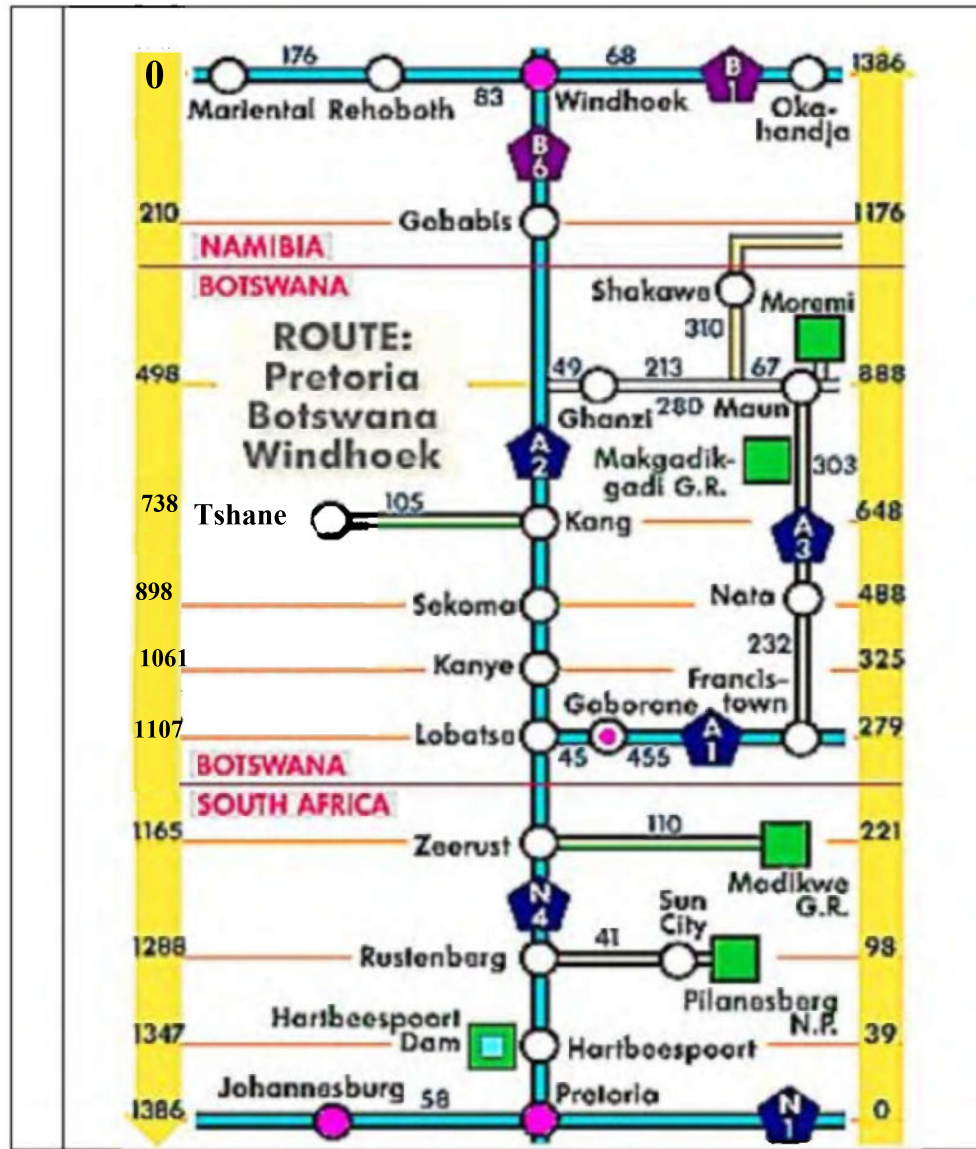 0
176
68
B
1
1386
Mariental Rehoboth
83
Windhoek
Oka-
handja
B
6
210
Gobabis
1176
NAMIBIA
BOTSWANA
Shakawe
Moremi
310
ROUTE:
Pretoria
Botswana
Windhoek
498
49
213
67
888
Ghanzi
280
Maun
A
2
Makgadik-
gadi G.R.
303
738
Tshane
105
Kang
648
A
3
898
Sekoma
Nata
488
232
1061
Kanye
325
Francis-
town
Gaborone
1107
Lobatse
A
1
279
45
455
BOTSWANA
SOUTH AFRICA
1165
Zeerust
110
221
Madikwe
G.R.
N
4
Sun
City
1288
Rustenberg
41
98
Pilanesberg
N.P.
Hartbeespoort
Dam
1347
Hartbeespoort
39
Johannesburg
58
Pretoria
1386
N
1
0